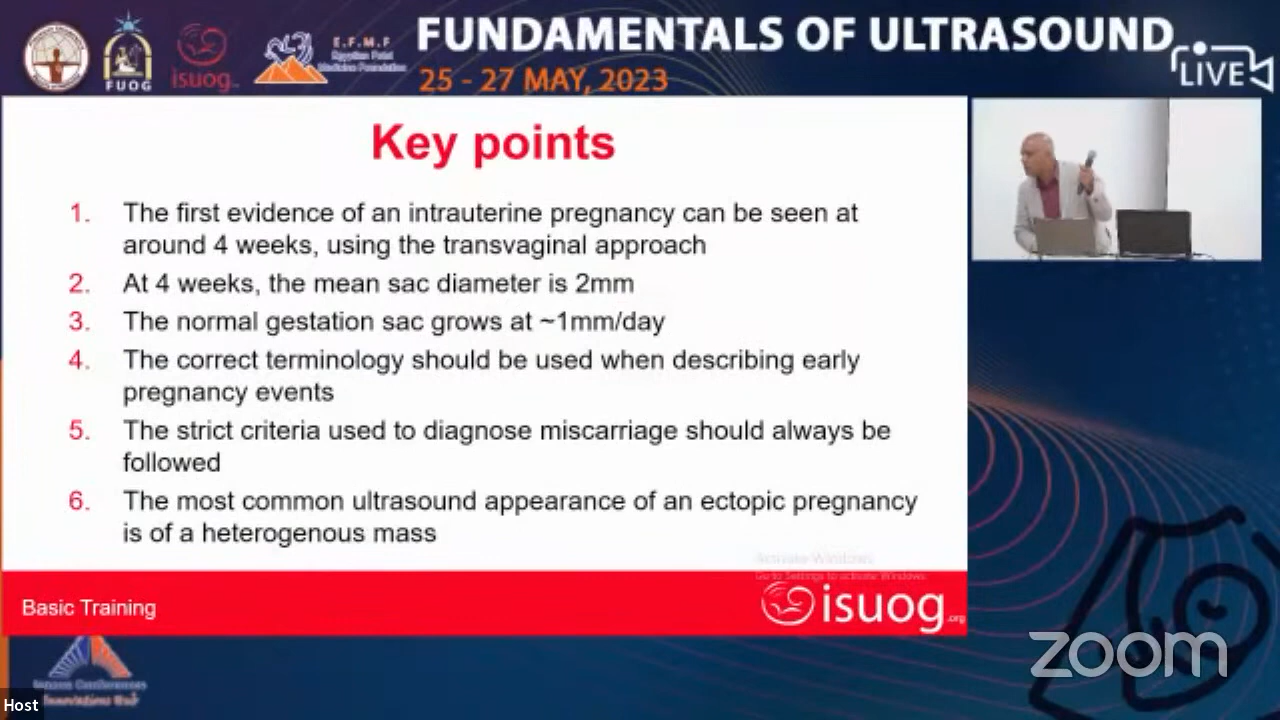 FUNDAMENTALS OF ULTRASOUND
25 - 27 MAY, 2023
LIVE
FUOG
isuog
E.F.M.F
Key points
1. The first evidence of an intrauterine pregnancy can be seen at
around 4 weeks, using the transvaginal approach
2. At 4 weeks, the mean sac diameter is 2mm
3. The normal gestation sac grows at ~1mm/day
4. The correct terminology should be used when describing early
pregnancy events
5. The strict criteria used to diagnose miscarriage should always be
followed
6. The most common ultrasound appearance of an ectopic pregnancy
is of a heterogenous mass
Activate Windows
Go to Settings to activate Windows.
Basic Training
isuog.org
zoom
Host